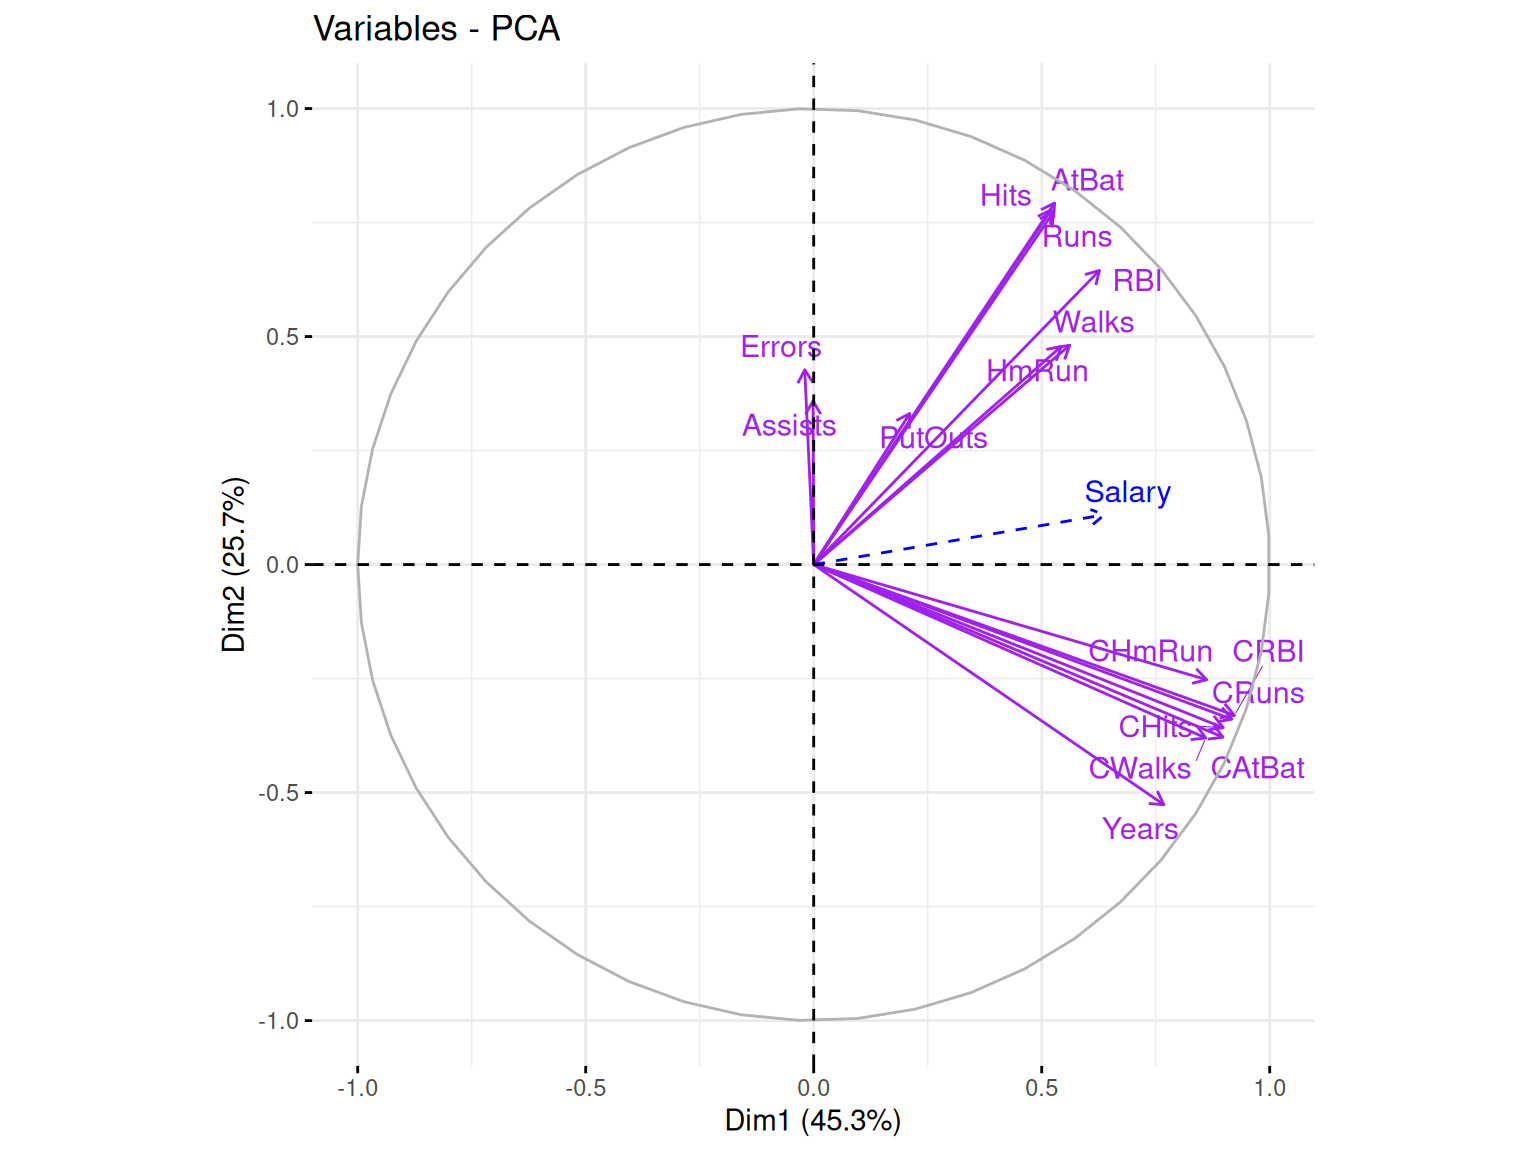 Variables - PCA
1.0
AtBat
Hits
Runs
RBI
Walks
0.5
Errors
HmRun
Assists
PutOuts
Salary
Dim2 (25.7%)
0.0
CHmRun
CRBI
CRuns
CHits
CWalks
CAtBat
-0.5
Years
-1.0
-1.0
-0.5
0.0
0.5
1.0
Dim1 (45.3%)